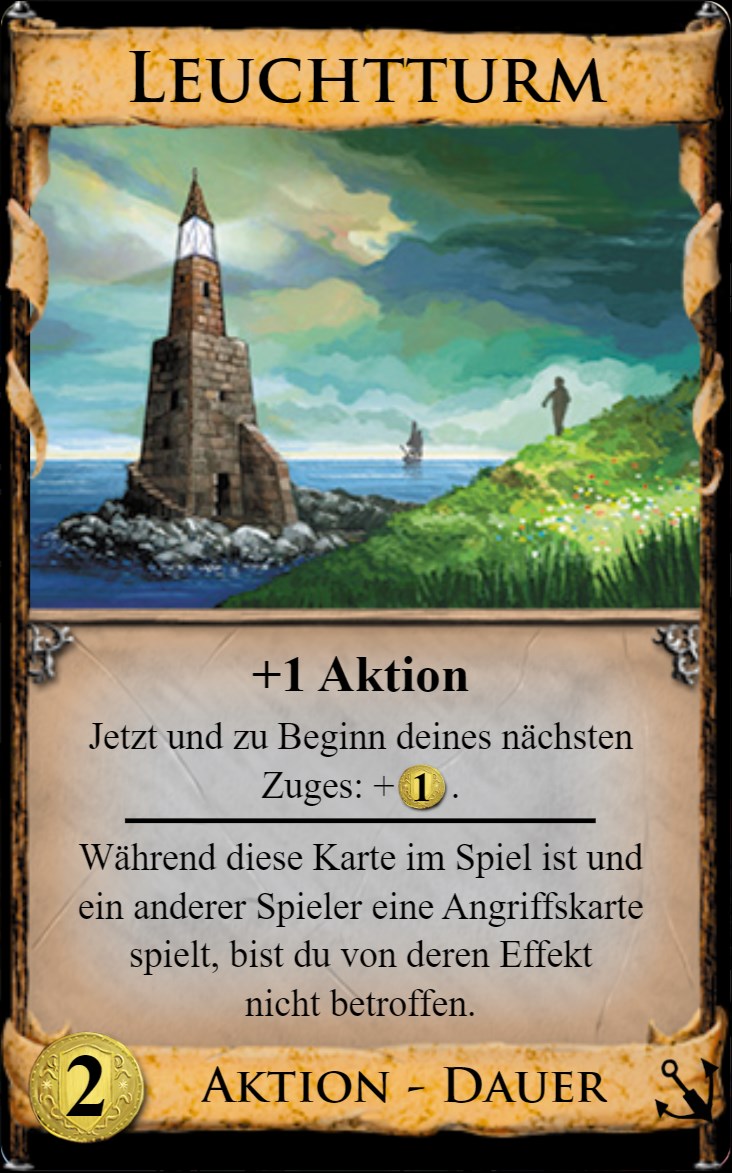 LEUCHTTURM
+1 Aktion
Jetzt und zu Beginn deines nächsten
Zuges: +1.
Während diese Karte im Spiel ist und
ein anderer Spieler eine Angriffskarte
spielt, bist du von deren Effekt
nicht betroffen.
2 AKTION - DAUER